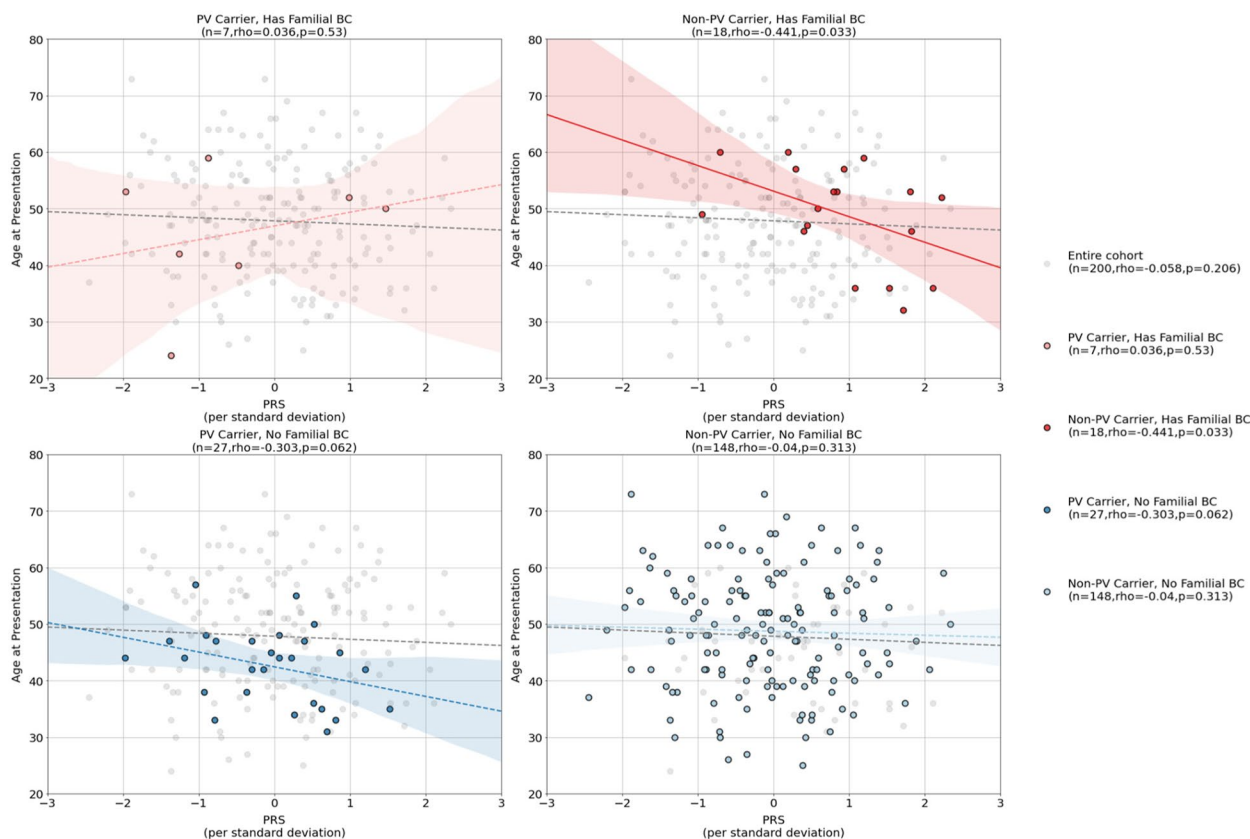 PV Carrier, Has Familial BC
(n=7,rho=0.036,p=0.53)
80
70
60
50
40
30
20
Age at Presentation
−3
−2
−1
0
1
2
3
PRS
(per standard deviation)
Non-PV Carrier, Has Familial BC
(n=18,rho=-0.441,p=0.033)
80
70
60
50
40
30
20
Age at Presentation
−3
−2
−1
0
1
2
3
PRS
(per standard deviation)
PV Carrier, No Familial BC
(n=27,rho=-0.303,p=0.062)
80
70
60
50
40
30
20
Age at Presentation
−3
−2
−1
0
1
2
3
PRS
(per standard deviation)
Non-PV Carrier, No Familial BC
(n=148,rho=-0.04,p=0.313)
80
70
60
50
40
30
20
Age at Presentation
−3
−2
−1
0
1
2
3
PRS
(per standard deviation)
Entire cohort
(n=200,rho=-0.058,p=0.206)
PV Carrier, Has Familial BC
(n=7,rho=0.036,p=0.53)
Non-PV Carrier, Has Familial BC
(n=18,rho=-0.441,p=0.033)
PV Carrier, No Familial BC
(n=27,rho=-0.303,p=0.062)
Non-PV Carrier, No Familial BC
(n=148,rho=-0.04,p=0.313)